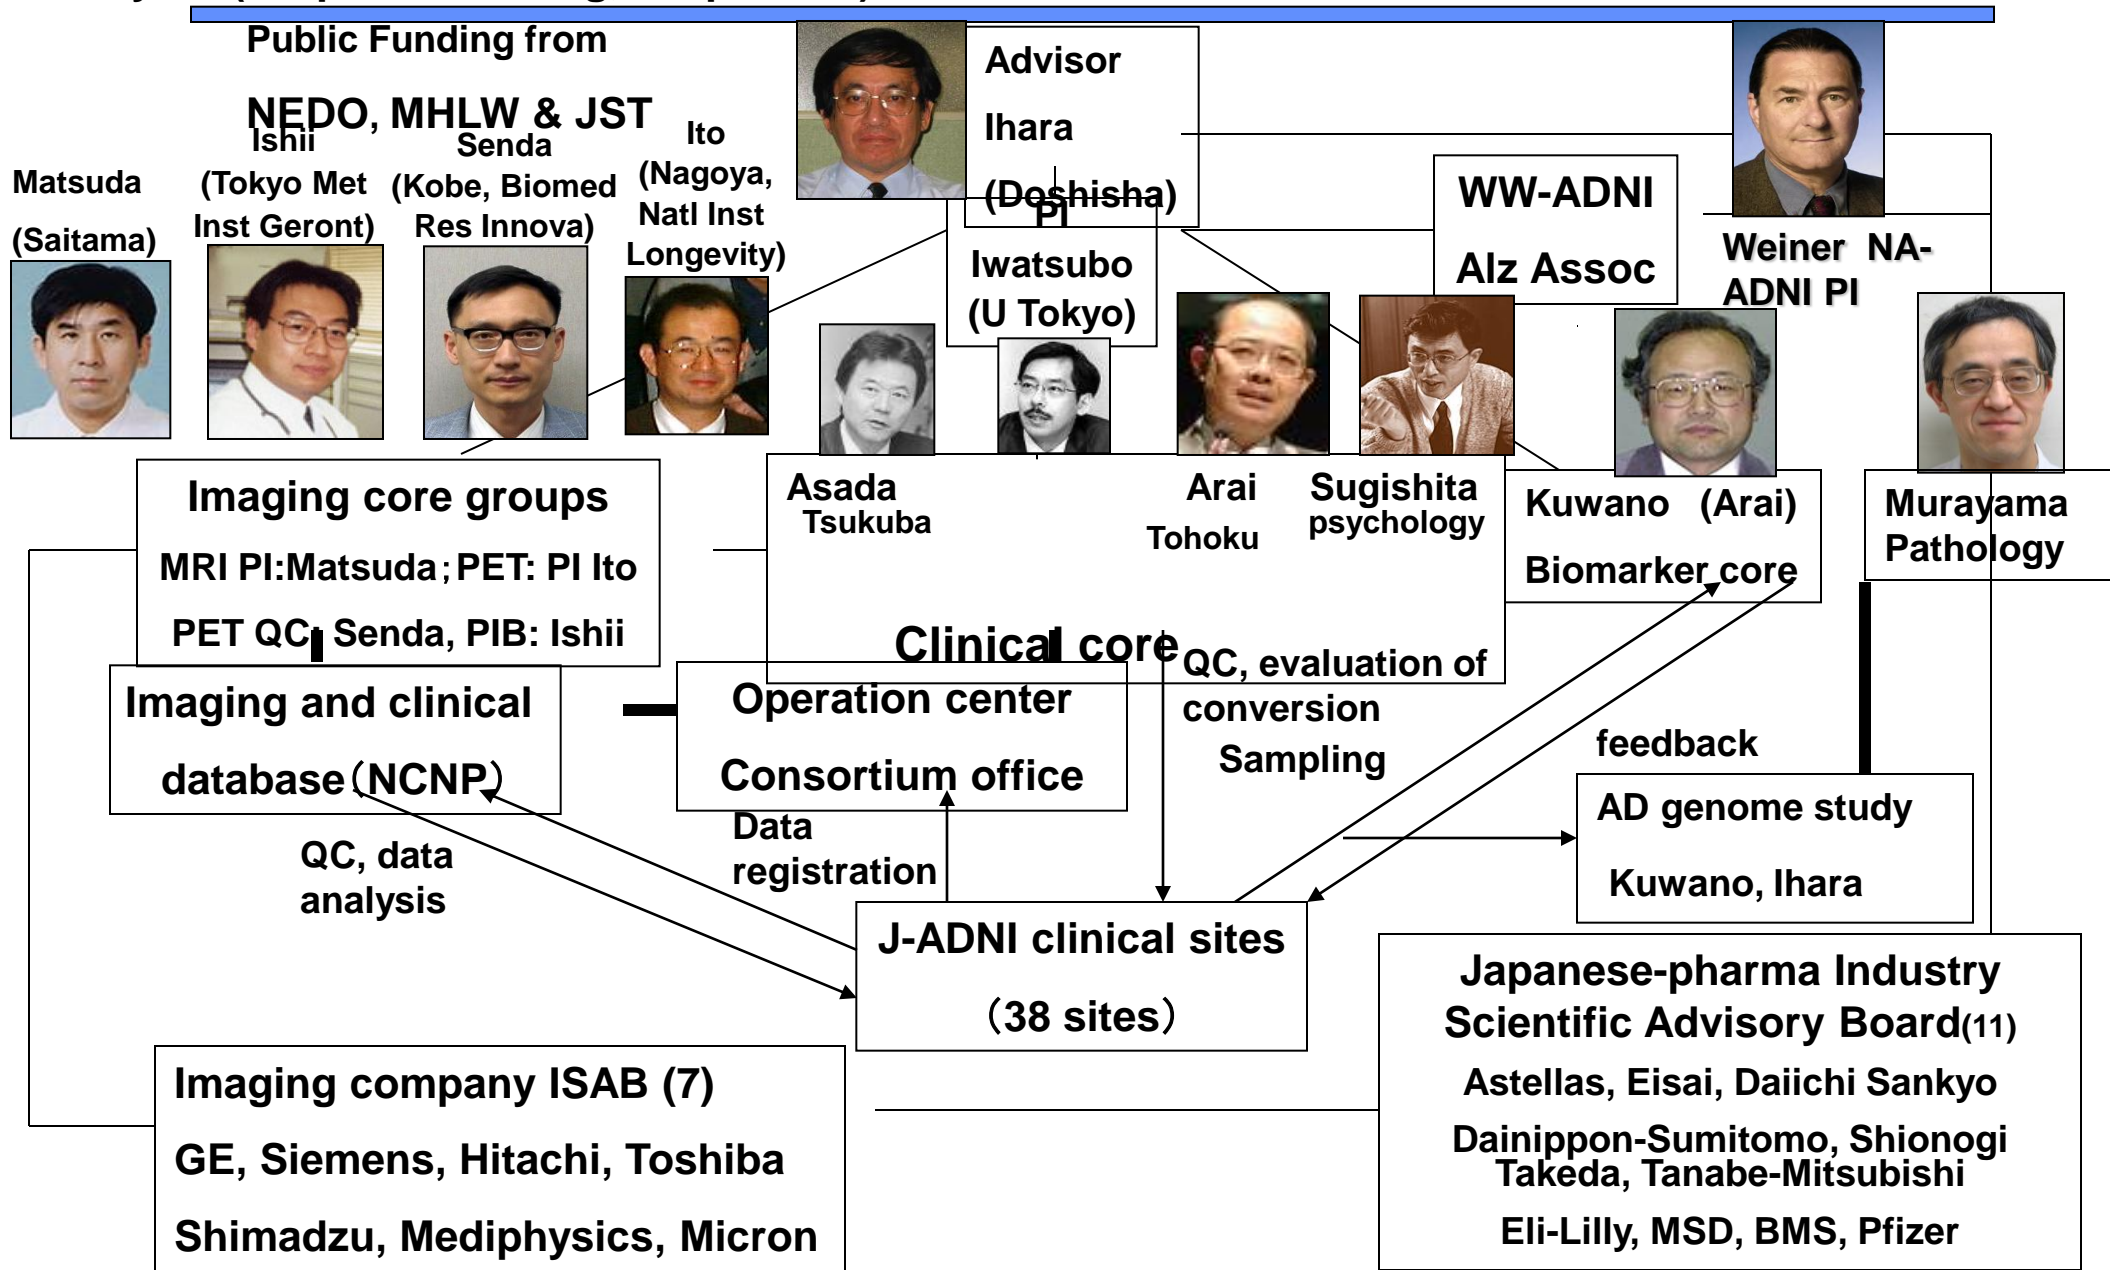 Public Funding from
NEDO, MHLW & JST
Advisor
Ihara
(Doshisha)
PI
Iwatsubo
(U Tokyo)
WW-ADNI
Alz Assoc
Weiner NA-
ADNI PI
Matsuda
(Saitama)
Ishii
(Tokyo Met
Inst Geront)
Senda
(Kobe, Biomed
Res Innova)
Ito
(Nagoya,
Natl Inst
Longevity)
Imaging core groups
MRI PI:Matsuda;PET: PI Ito
PET QC: Senda, PIB: Ishii
Asada
Tsukuba
Arai
Tohoku
Sugishita
psychology
Clinical core
Kuwano (Arai)
Biomarker core
Murayama
Pathology
Imaging and clinical
database（NCNP）
Operation center
Consortium office
QC, evaluation of
conversion
Sampling
feedback
AD genome study
Kuwano, Ihara
QC, data
analysis
Data
registration
J-ADNI clinical sites
（38 sites）
Imaging company ISAB (7)
GE, Siemens, Hitachi, Toshiba
Shimadzu, Mediphysics, Micron
Japanese-pharma Industry
Scientific Advisory Board(11)
Astellas, Eisai, Daiichi Sankyo
Dainippon-Sumitomo, Shionogi
Takeda, Tanabe-Mitsubishi
Eli-Lilly, MSD, BMS, Pfizer